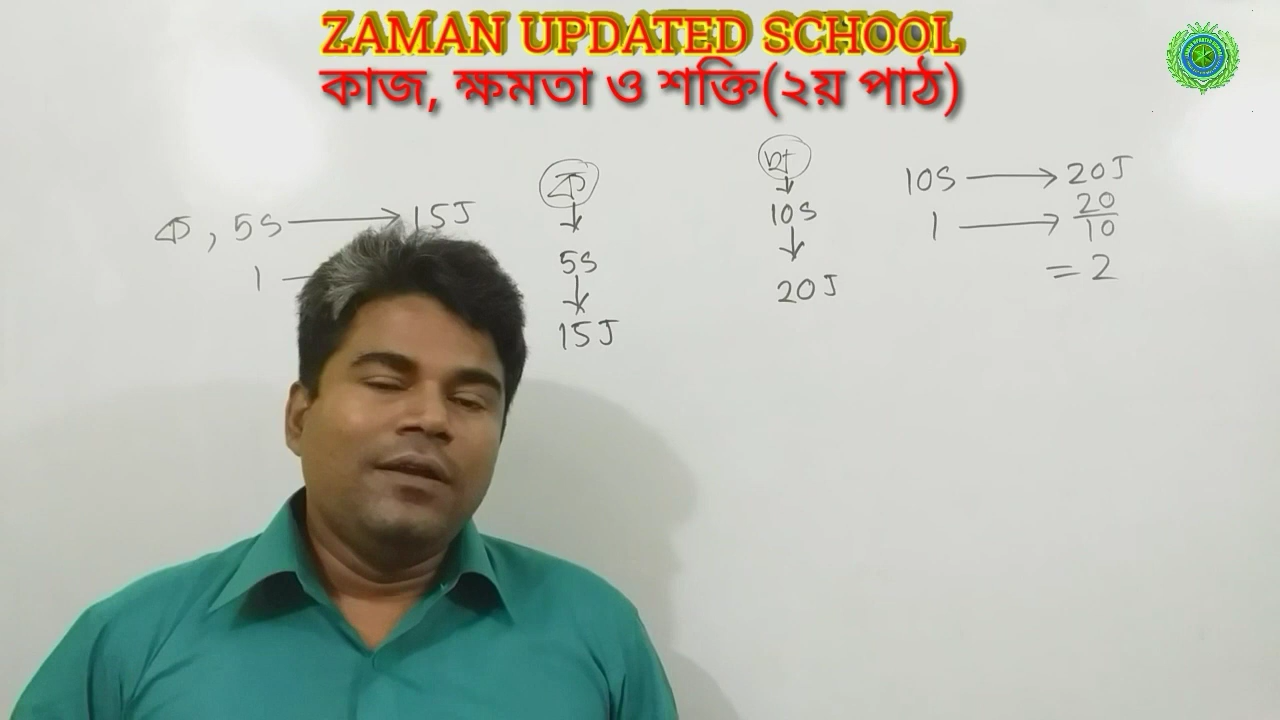 ZAMAN UPDATED SCHOOL
কাজ, ক্ষমতা ও শক্তি(২য় পাঠ)
ক, 5S → 15J
1
ক
↓
5S
↓
15J
খ
↓
10S
↓
20J
10S → 20J
1 → 20/10
= 2